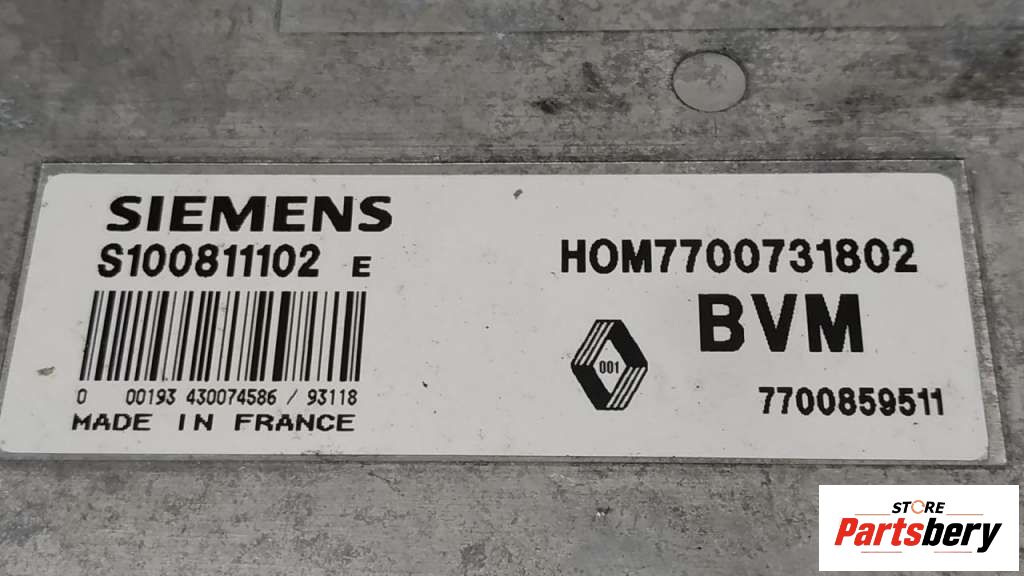 SIEMENS
S100811102 E
0 00193 430074586 / 93118
MADE IN FRANCE
HOM7700731802
BVM
001
7700859511
STORE
Partsbery